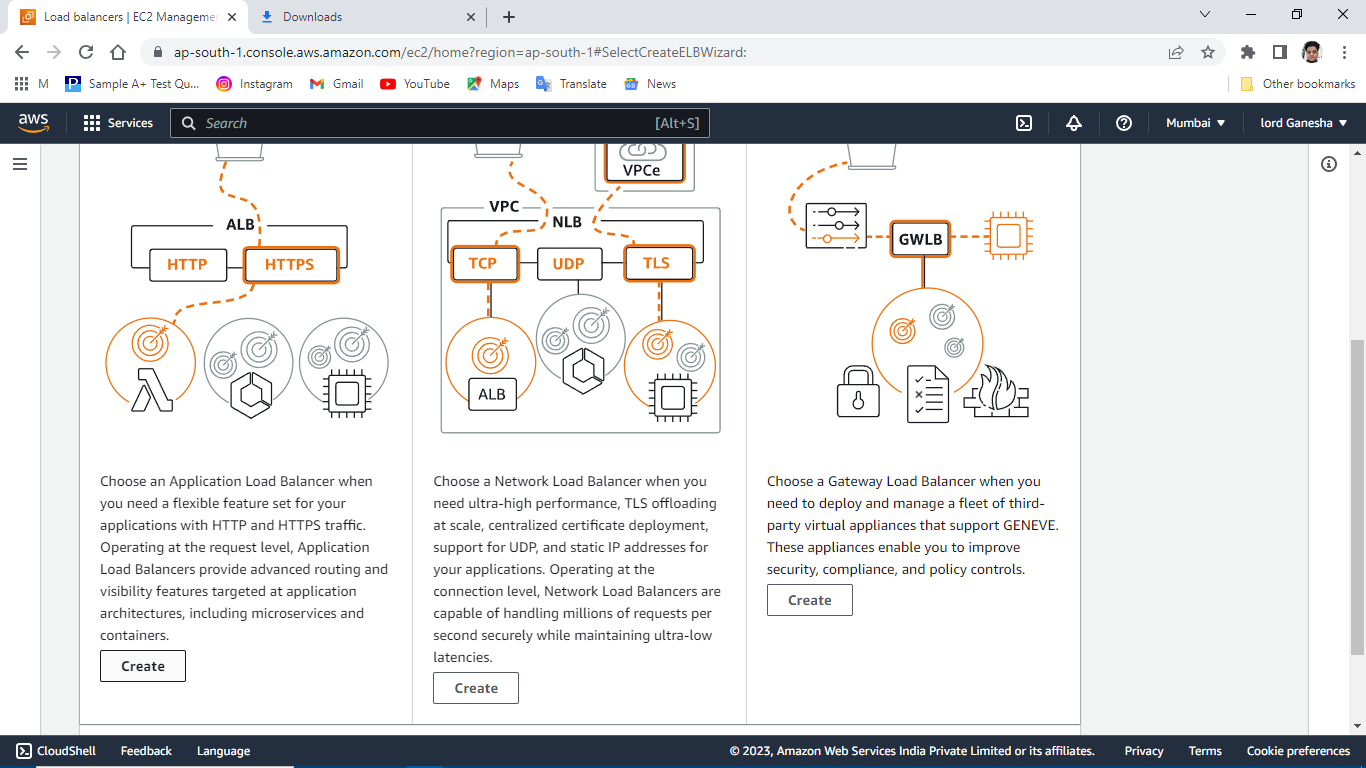 Load balancers | EC2 Manageme
Downloads
ap-south-1.console.aws.amazon.com/ec2/home?region=ap-south-1#SelectCreateELBWizard:
M
Sample A+ Test Qu...
Instagram
Gmail
YouTube
Maps
Translate
News
Other bookmarks
aws
Services
Search
[Alt+S]
Mumbai
lord Ganesha
ALB
HTTP
HTTPS
VPCe
VPC
NLB
TCP
UDP
TLS
ALB
GWLB
Choose an Application Load Balancer when
you need a flexible feature set for your
applications with HTTP and HTTPS traffic.
Operating at the request level, Application
Load Balancers provide advanced routing and
visibility features targeted at application
architectures, including microservices and
containers.
Create
Choose a Network Load Balancer when you
need ultra-high performance, TLS offloading
at scale, centralized certificate deployment,
support for UDP, and static IP addresses for
your applications. Operating at the
connection level, Network Load Balancers are
capable of handling millions of requests per
second securely while maintaining ultra-low
latencies.
Create
Choose a Gateway Load Balancer when you
need to deploy and manage a fleet of third-
party virtual appliances that support GENEVE.
These appliances enable you to improve
security, compliance, and policy controls.
Create
CloudShell
Feedback
Language
© 2023, Amazon Web Services India Private Limited or its affiliates.
Privacy
Terms
Cookie preferences